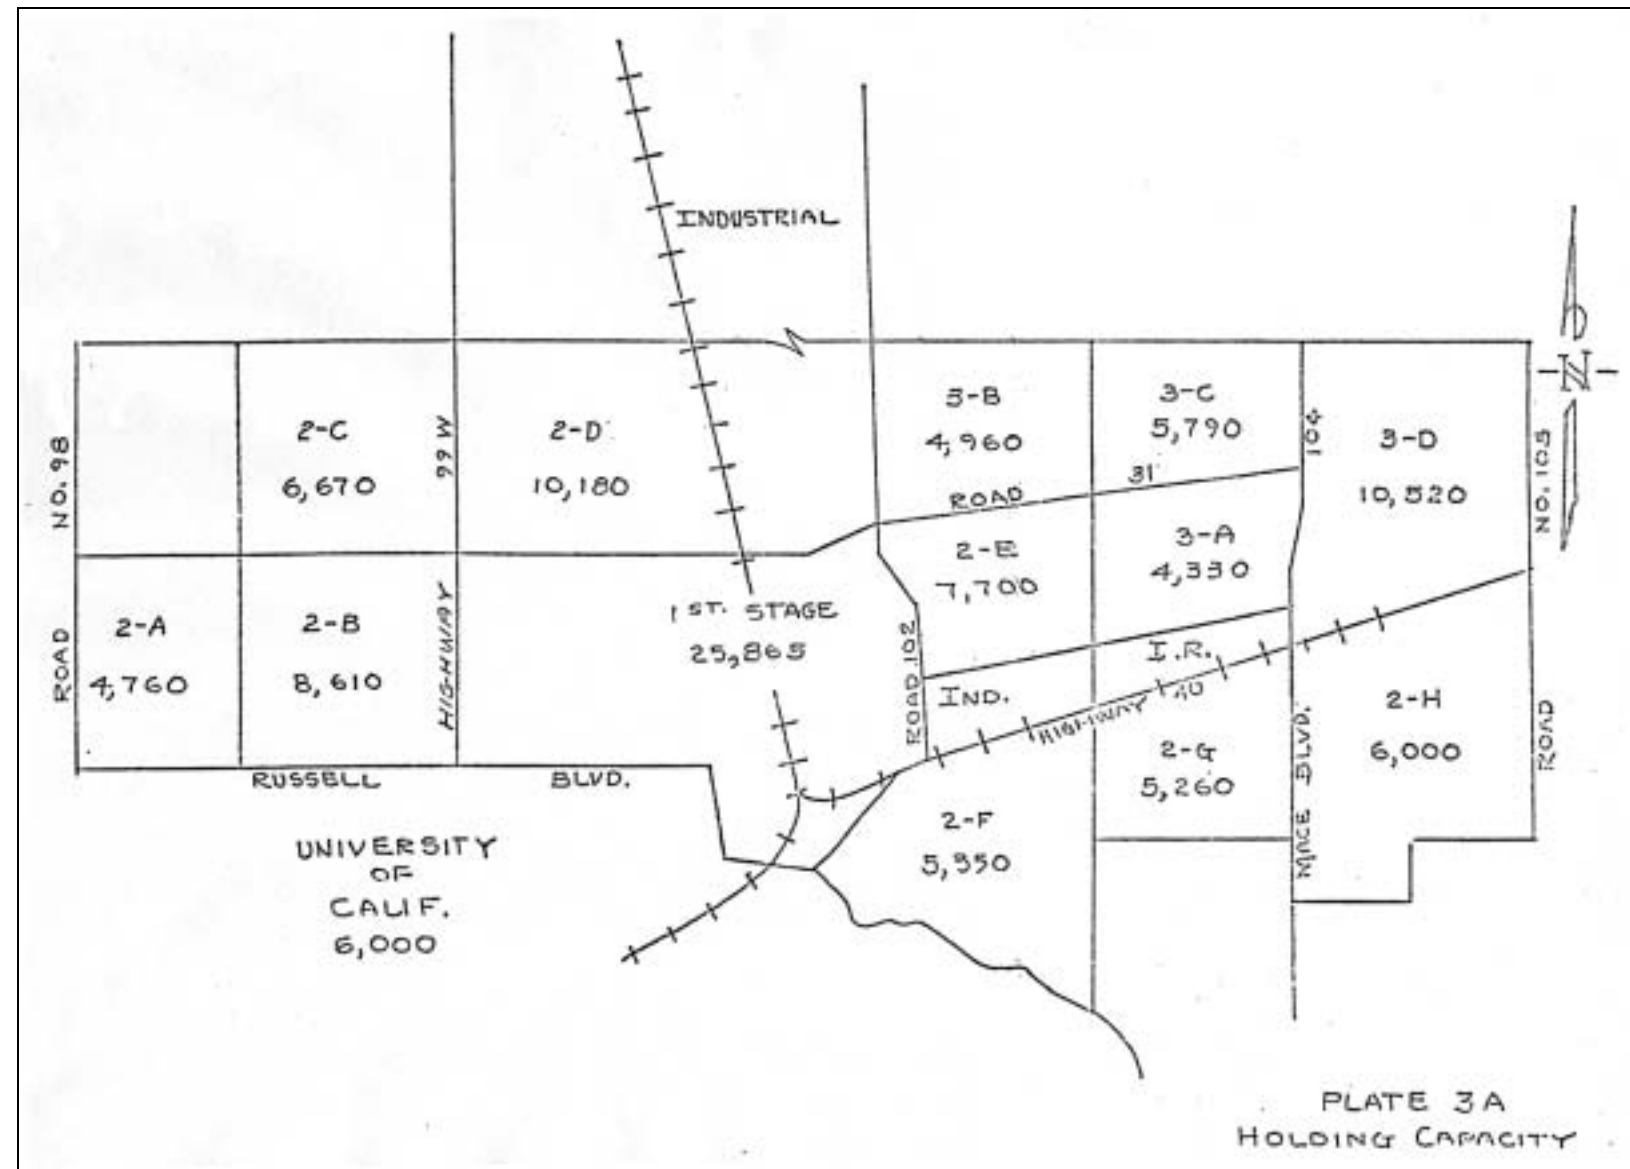 INDUSTRIAL
N
ROAD NO. 98
2-C
6,670
99 W
HIGHWAY
2-D
10,180
3-B
4,960
3-C
5,790
ROAD 31
104
3-D
10,520
ROAD NO. 105
2-E
7,700
3-A
4,330
2-A
4,760
2-B
8,610
1ST. STAGE
25,865
ROAD 102
IND.
I.R.
HIGHWAY 40
2-G
5,260
MACE BLVD.
2-H
6,000
RUSSELL BLVD.
2-F
UNIVERSITY
OF
CALIF.
6,000
PLATE 3A
HOLDING CAPACITY